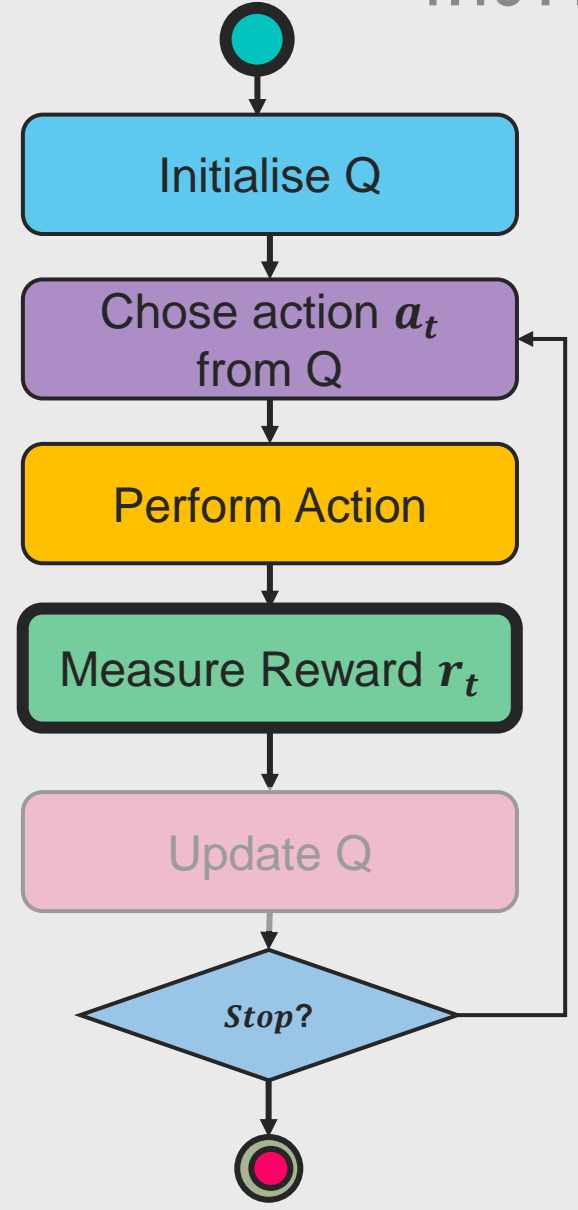 Initialise Q
Chose action a_t
from Q
Perform Action
Measure Reward r_t
Update Q
Stop?